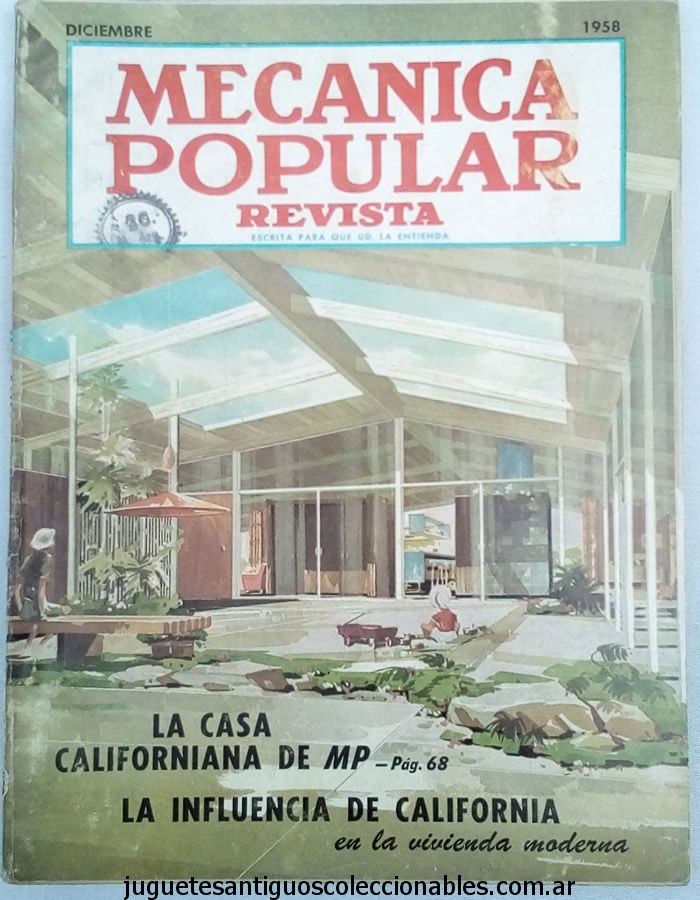 DICIEMBRE 1958
MECANICA
POPULAR
REVISTA
ESCRITA PARA QUE UD. LA ENTIENDA
LA CASA
CALIFORNIANA DE MP –Pág. 68
LA INFLUENCIA DE CALIFORNIA
en la vivienda moderna
juguetesantiguoscoleccionables.com.ar